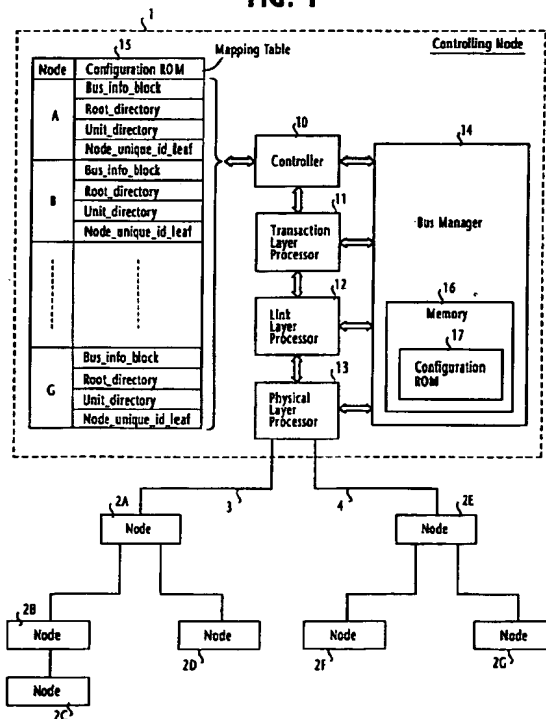 FIG. 1
1
Controlling Node
15
Mapping Table
Node Configuration ROM
A
Bus_info_block
Root_directory
Unit_directory
Node_unique_id_leaf
B
Bus_info_block
Root_directory
Unit_directory
Node_unique_id_leaf
G
Bus_info_block
Root_directory
Unit_directory
Node_unique_id_leaf
10
Controller
11
Transaction
Layer
Processor
12
Link
Layer
Processor
13
Physical
Layer
Processor
14
Bus Manager
16
Memory
17
Configuration
ROM
3
4
2A
Node
2E
Node
2B
Node
Node
2D
Node
2F
Node
2G
Node
2C